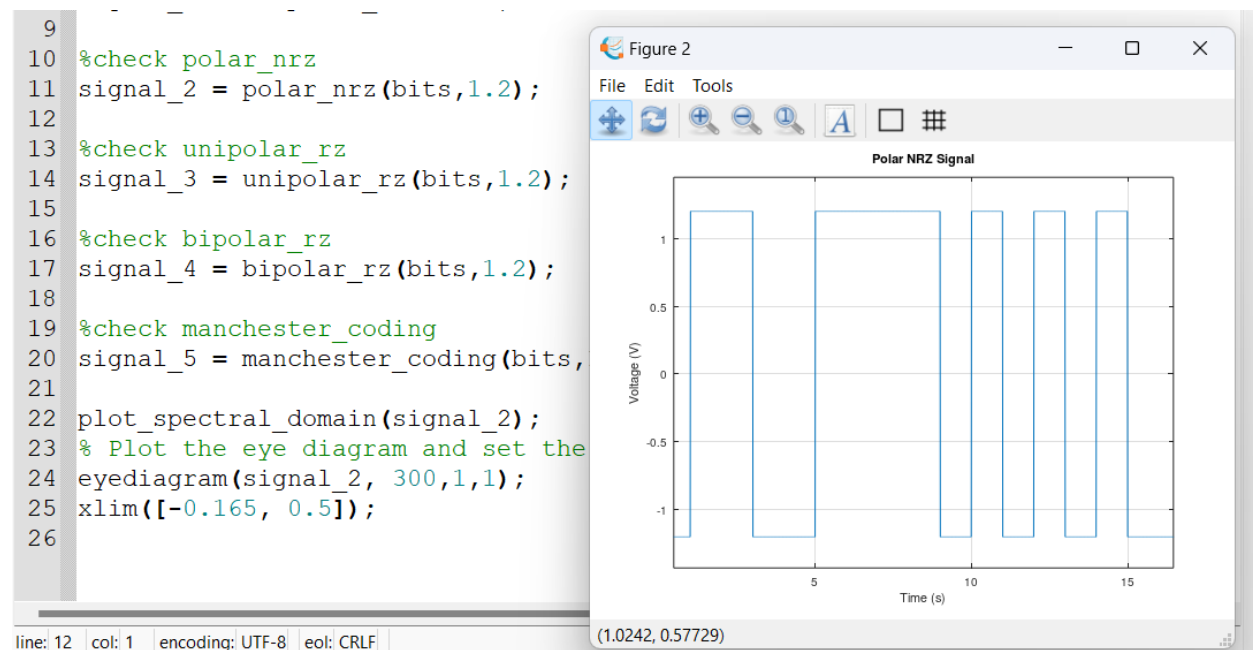 9
10 %check polar_nrz
11 signal_2 = polar_nrz(bits,1.2);
12
13 %check unipolar_rz
14 signal_3 = unipolar_rz(bits,1.2);
15
16 %check bipolar_rz
17 signal_4 = bipolar_rz(bits,1.2);
18
19 %check manchester_coding
20 signal_5 = manchester_coding(bits,
21
22 plot_spectral_domain(signal_2);
23 % Plot the eye diagram and set the
24 eyediagram(signal_2, 300,1,1);
25 xlim([-0.165, 0.5]);
26
line: 12 col: 1 encoding: UTF-8 eol: CRLF
Figure 2
File Edit Tools
A
Polar NRZ Signal
1
0.5
0
-0.5
-1
Voltage (V)
5 10 15
Time (s)
(1.0242, 0.57729)